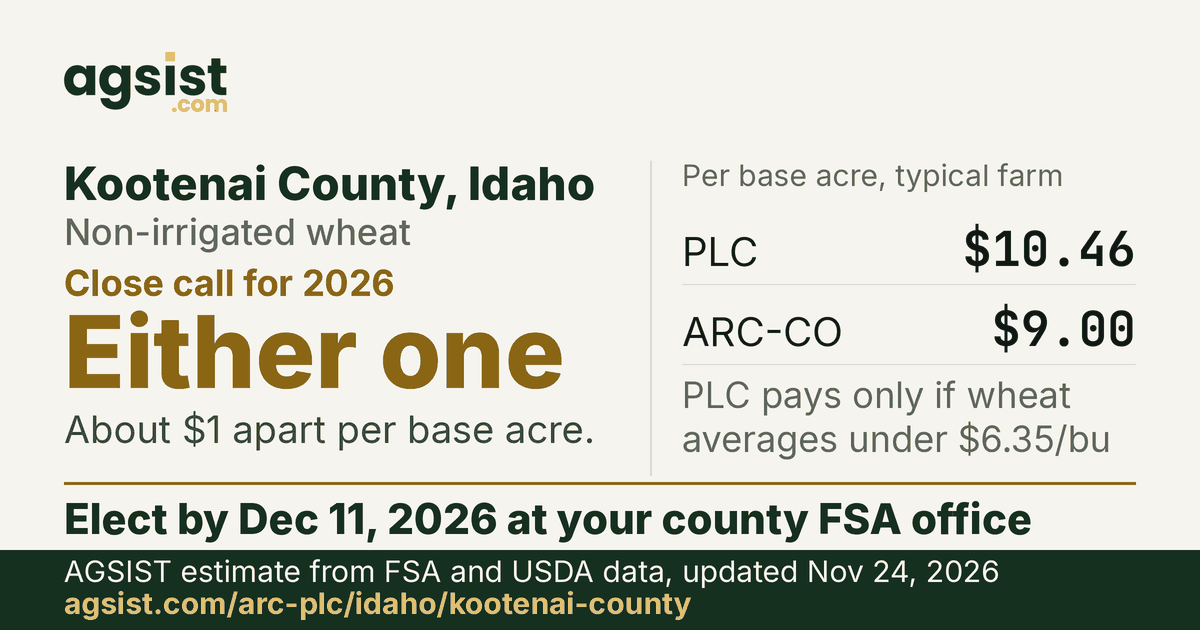 agsist
.com
Kootenai County, Idaho
Non-irrigated wheat
Close call for 2026
Either one
About $1 apart per base acre.
Per base acre, typical farm
PLC $10.46
ARC-CO $9.00
PLC pays only if wheat
averages under $6.35/bu
Elect by Dec 11, 2026 at your county FSA office
AGSIST estimate from FSA and USDA data, updated Nov 24, 2026
agsist.com/arc-plc/idaho/kootenai-county